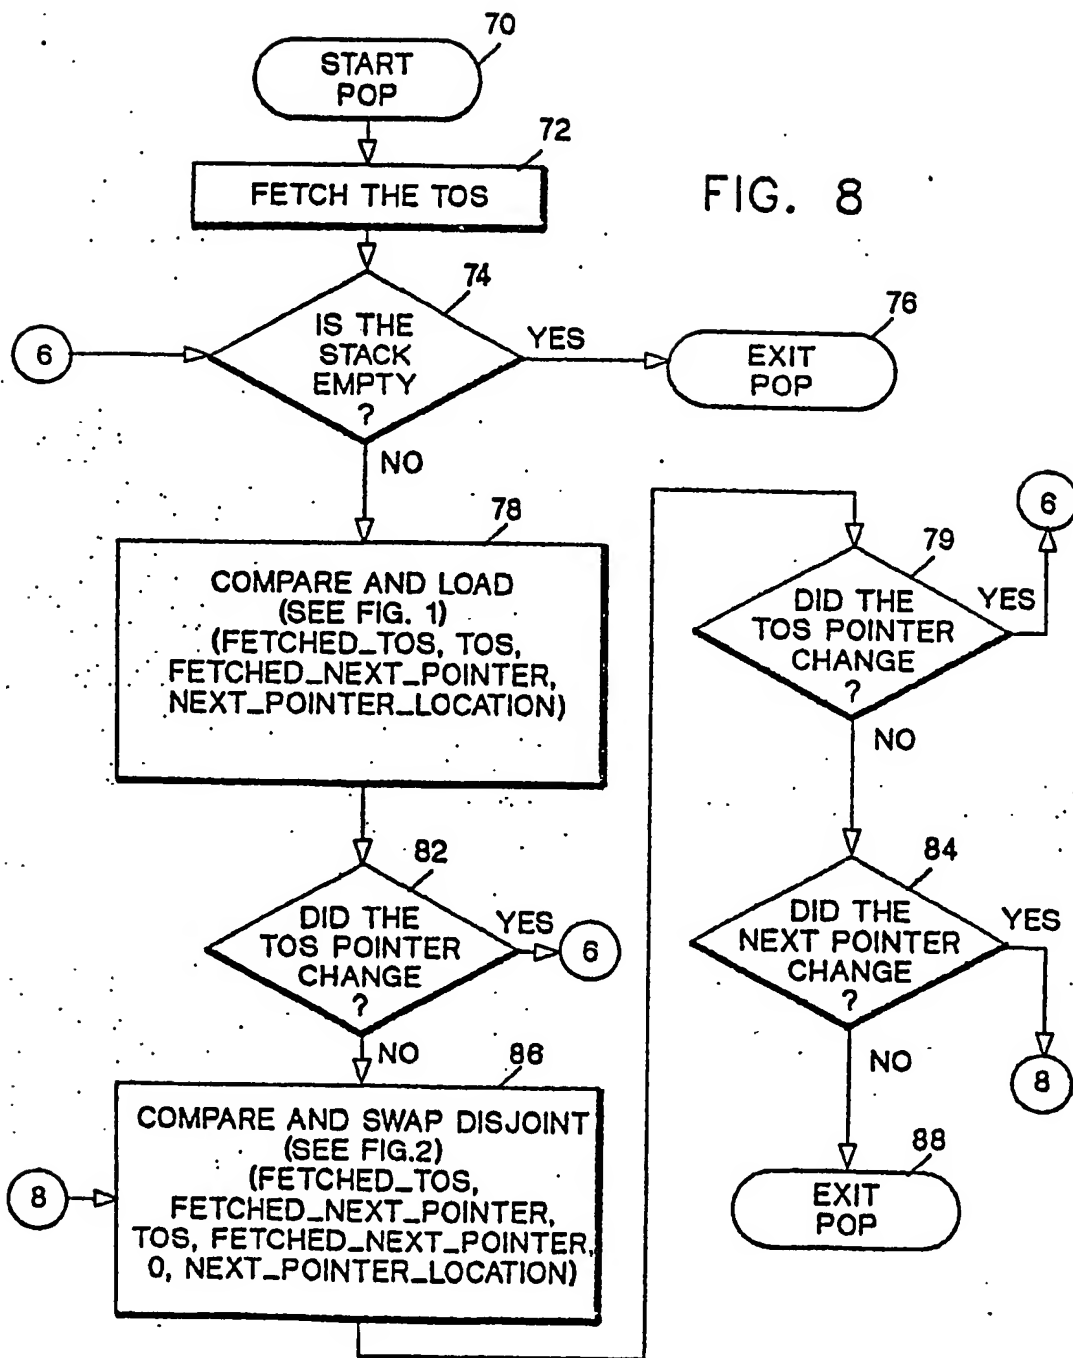 70
START
POP
72
FETCH THE TOS
FIG. 8
74
6
IS THE
STACK
EMPTY
?
YES
76
EXIT
POP
NO
78
COMPARE AND LOAD
(SEE FIG. 1)
(FETCHED_TOS, TOS,
FETCHED_NEXT_POINTER,
NEXT_POINTER_LOCATION)
82
DID THE
TOS POINTER
CHANGE
?
YES
6
NO
86
8
COMPARE AND SWAP DISJOINT
(SEE FIG.2)
(FETCHED_TOS,
FETCHED_NEXT_POINTER,
TOS, FETCHED_NEXT_POINTER,
0, NEXT_POINTER_LOCATION)
6
79
DID THE
TOS POINTER
CHANGE
?
YES
NO
84
DID THE
NEXT POINTER
CHANGE
?
YES
8
NO
88
EXIT
POP